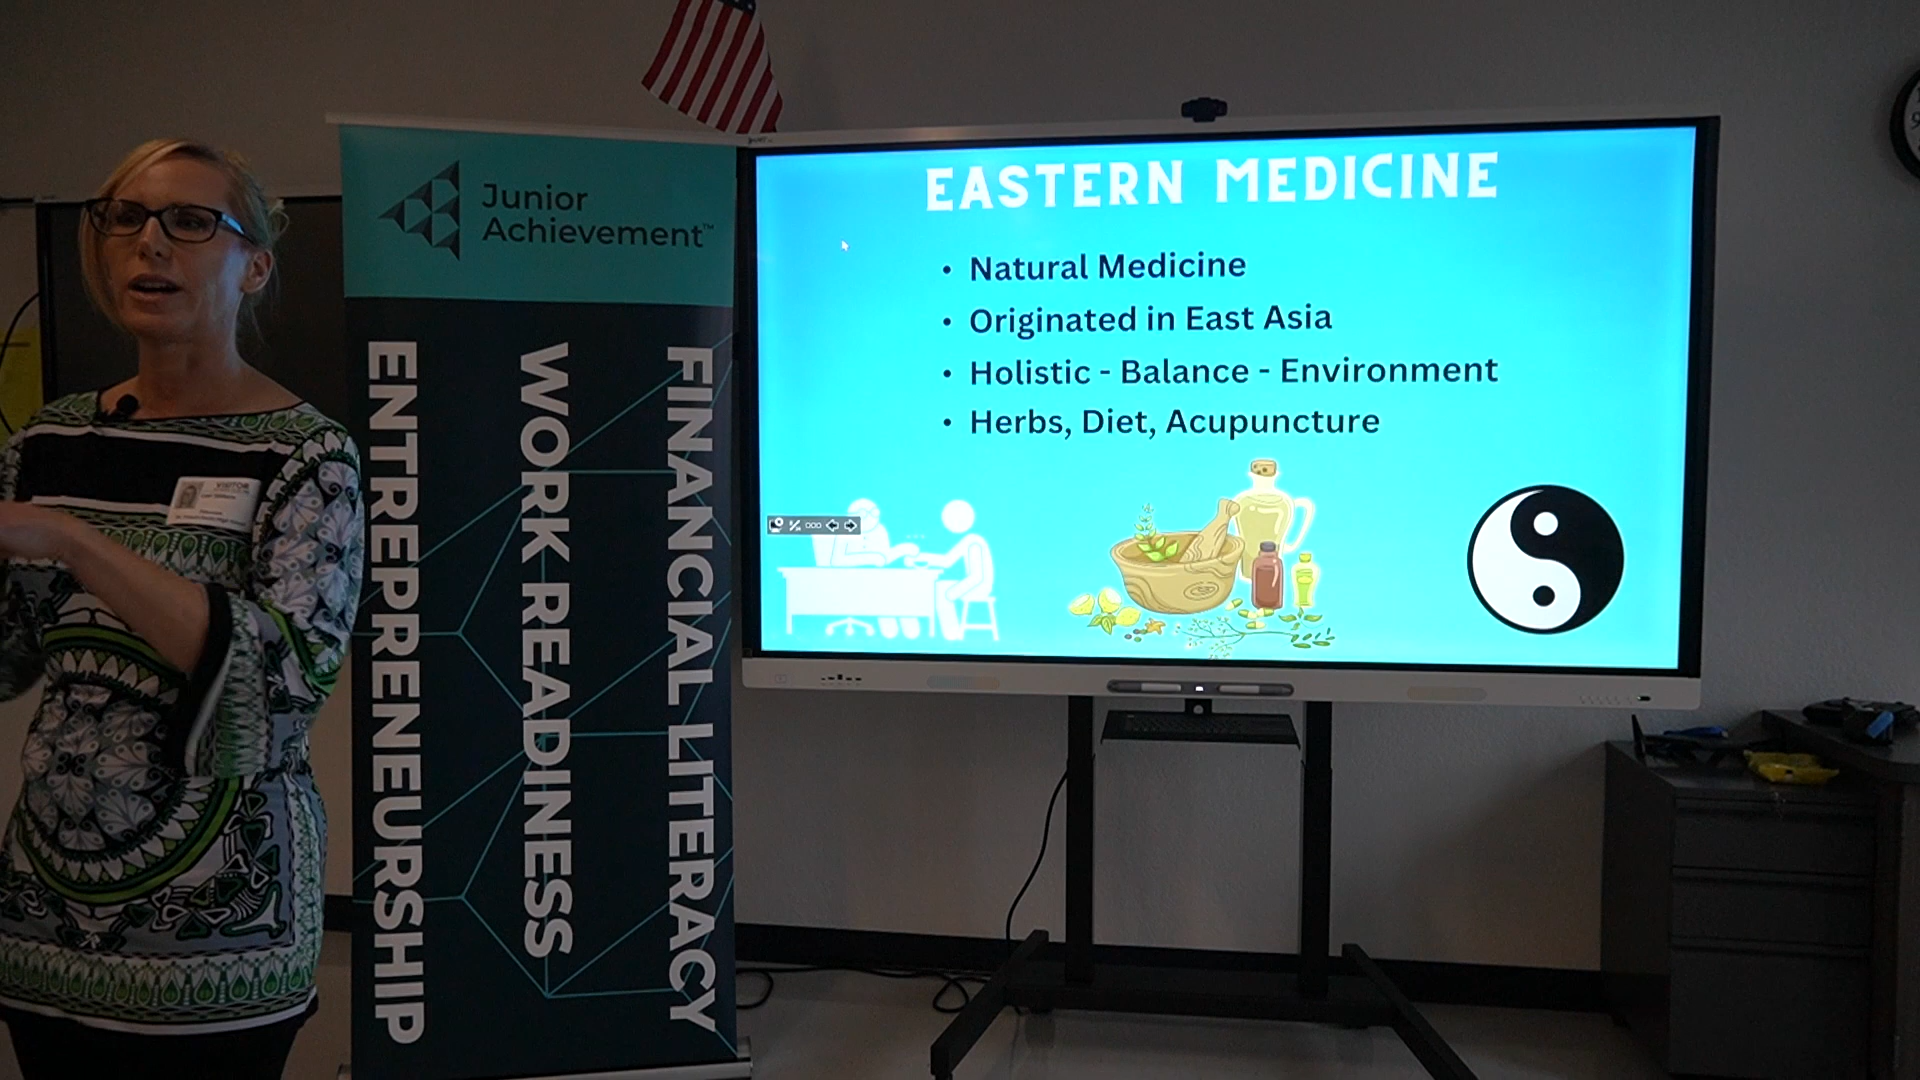 Junior
Achievement™
ENTREPRENEURSHIP
WORK READINESS
FINANCIAL LITERACY
VISITOR
EASTERN MEDICINE
• Natural Medicine
• Originated in East Asia
• Holistic - Balance - Environment
• Herbs, Diet, Acupuncture